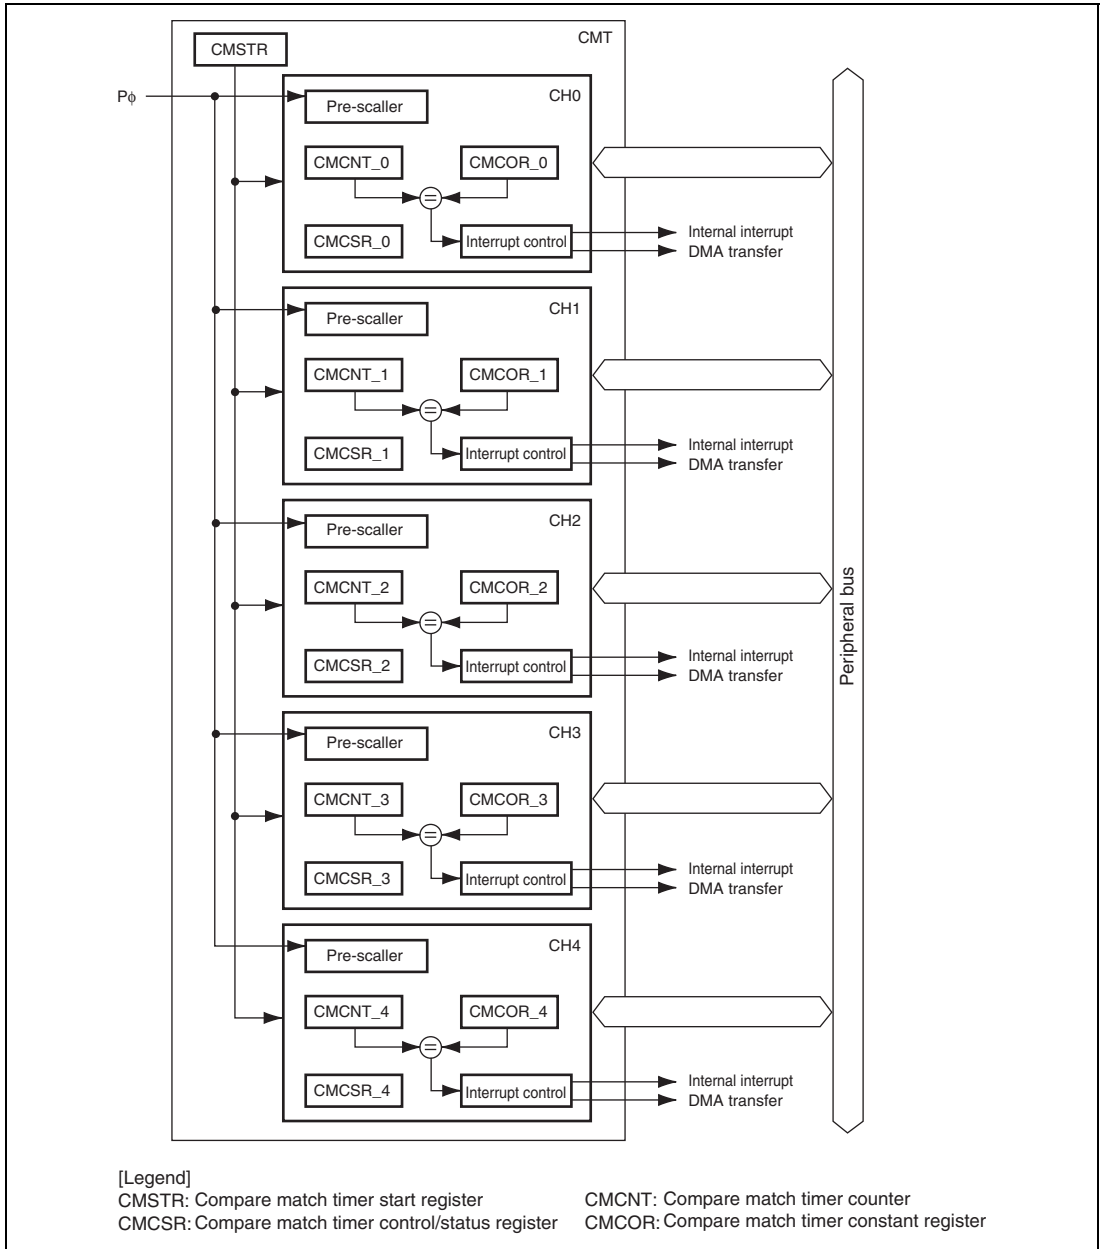 CMSTR
CMT
Pϕ
CH0
Pre-scaller
CMCNT_0
CMCOR_0
=
CMCSR_0
Interrupt control
Internal interrupt
DMA transfer
CH1
Pre-scaller
CMCNT_1
CMCOR_1
=
CMCSR_1
Interrupt control
Internal interrupt
DMA transfer
CH2
Pre-scaller
CMCNT_2
CMCOR_2
=
CMCSR_2
Interrupt control
Internal interrupt
DMA transfer
CH3
Pre-scaller
CMCNT_3
CMCOR_3
=
CMCSR_3
Interrupt control
Internal interrupt
DMA transfer
CH4
Pre-scaller
CMCNT_4
CMCOR_4
=
CMCSR_4
Interrupt control
Internal interrupt
DMA transfer
Peripheral bus
[Legend]
CMSTR: Compare match timer start register
CMCSR: Compare match timer control/status register
CMCNT: Compare match timer counter
CMCOR: Compare match timer constant register